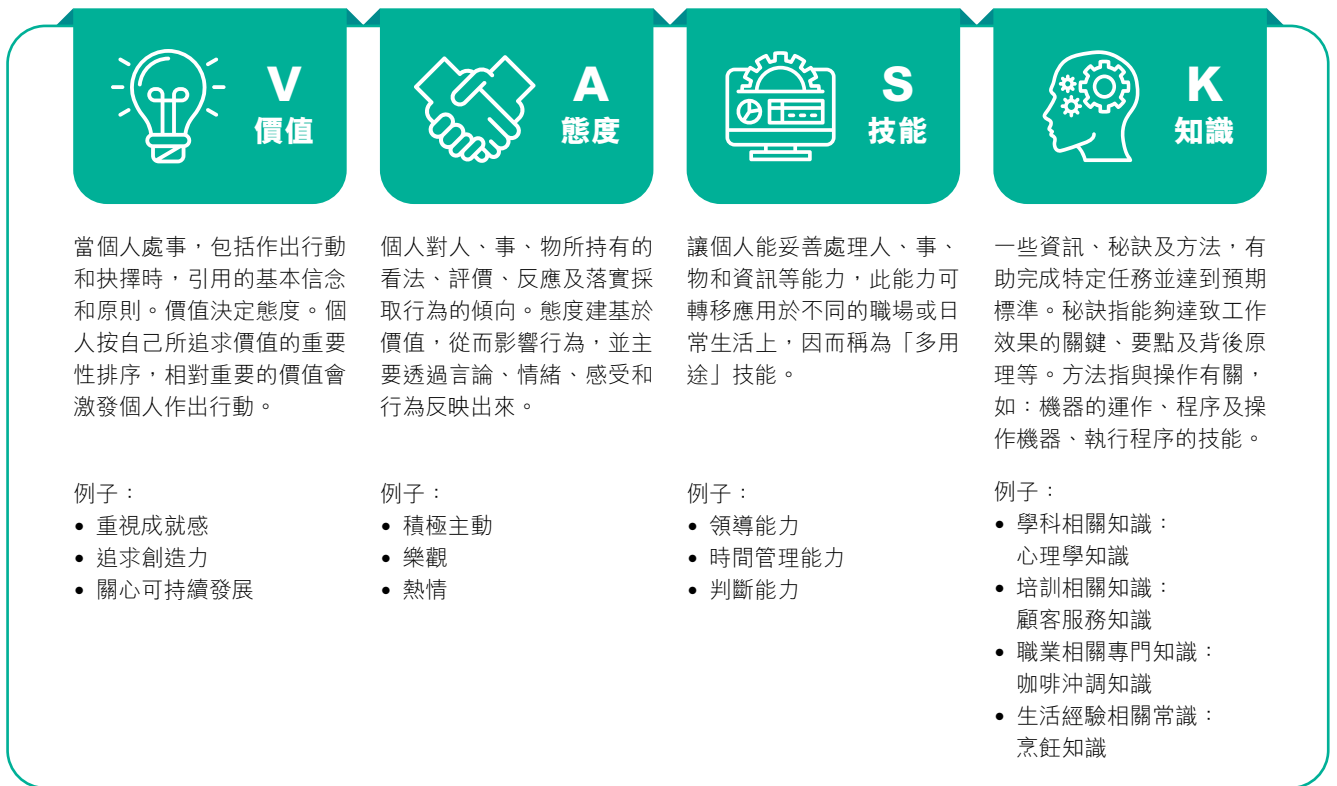 V
價值
當個人處事，包括作出行動
和抉擇時，引用的基本信念
和原則。價值決定態度。個
人按自己所追求價值的重要
性排序，相對重要的價值會
激發個人作出行動。
例子：
• 重視成就感
• 追求創造力
• 關心可持續發展
A
態度
個人對人、事、物所持有的
看法、評價、反應及落實採
取行為的傾向。態度建基於
價值，從而影響行為，並主
要透過言論、情緒、感受和
行為反映出來。
例子：
• 積極主動
• 樂觀
• 熱情
S
技能
讓個人能妥善處理人、事、
物和資訊等能力，此能力可
轉移應用於不同的職場或日
常生活上，因而稱為「多用
途」技能。
例子：
• 領導能力
• 時間管理能力
• 判斷能力
K
知識
一些資訊、秘訣及方法，有
助完成特定任務並達到預期
標準。秘訣指能夠達致工作
效果的關鍵、要點及背後原
理等。方法指與操作有關，
如：機器的運作、程序及操
作機器、執行程序的技能。
例子：
• 學科相關知識：
心理學知識
• 培訓相關知識：
顧客服務知識
• 職業相關專門知識：
咖啡沖調知識
• 生活經驗相關常識：
烹飪知識